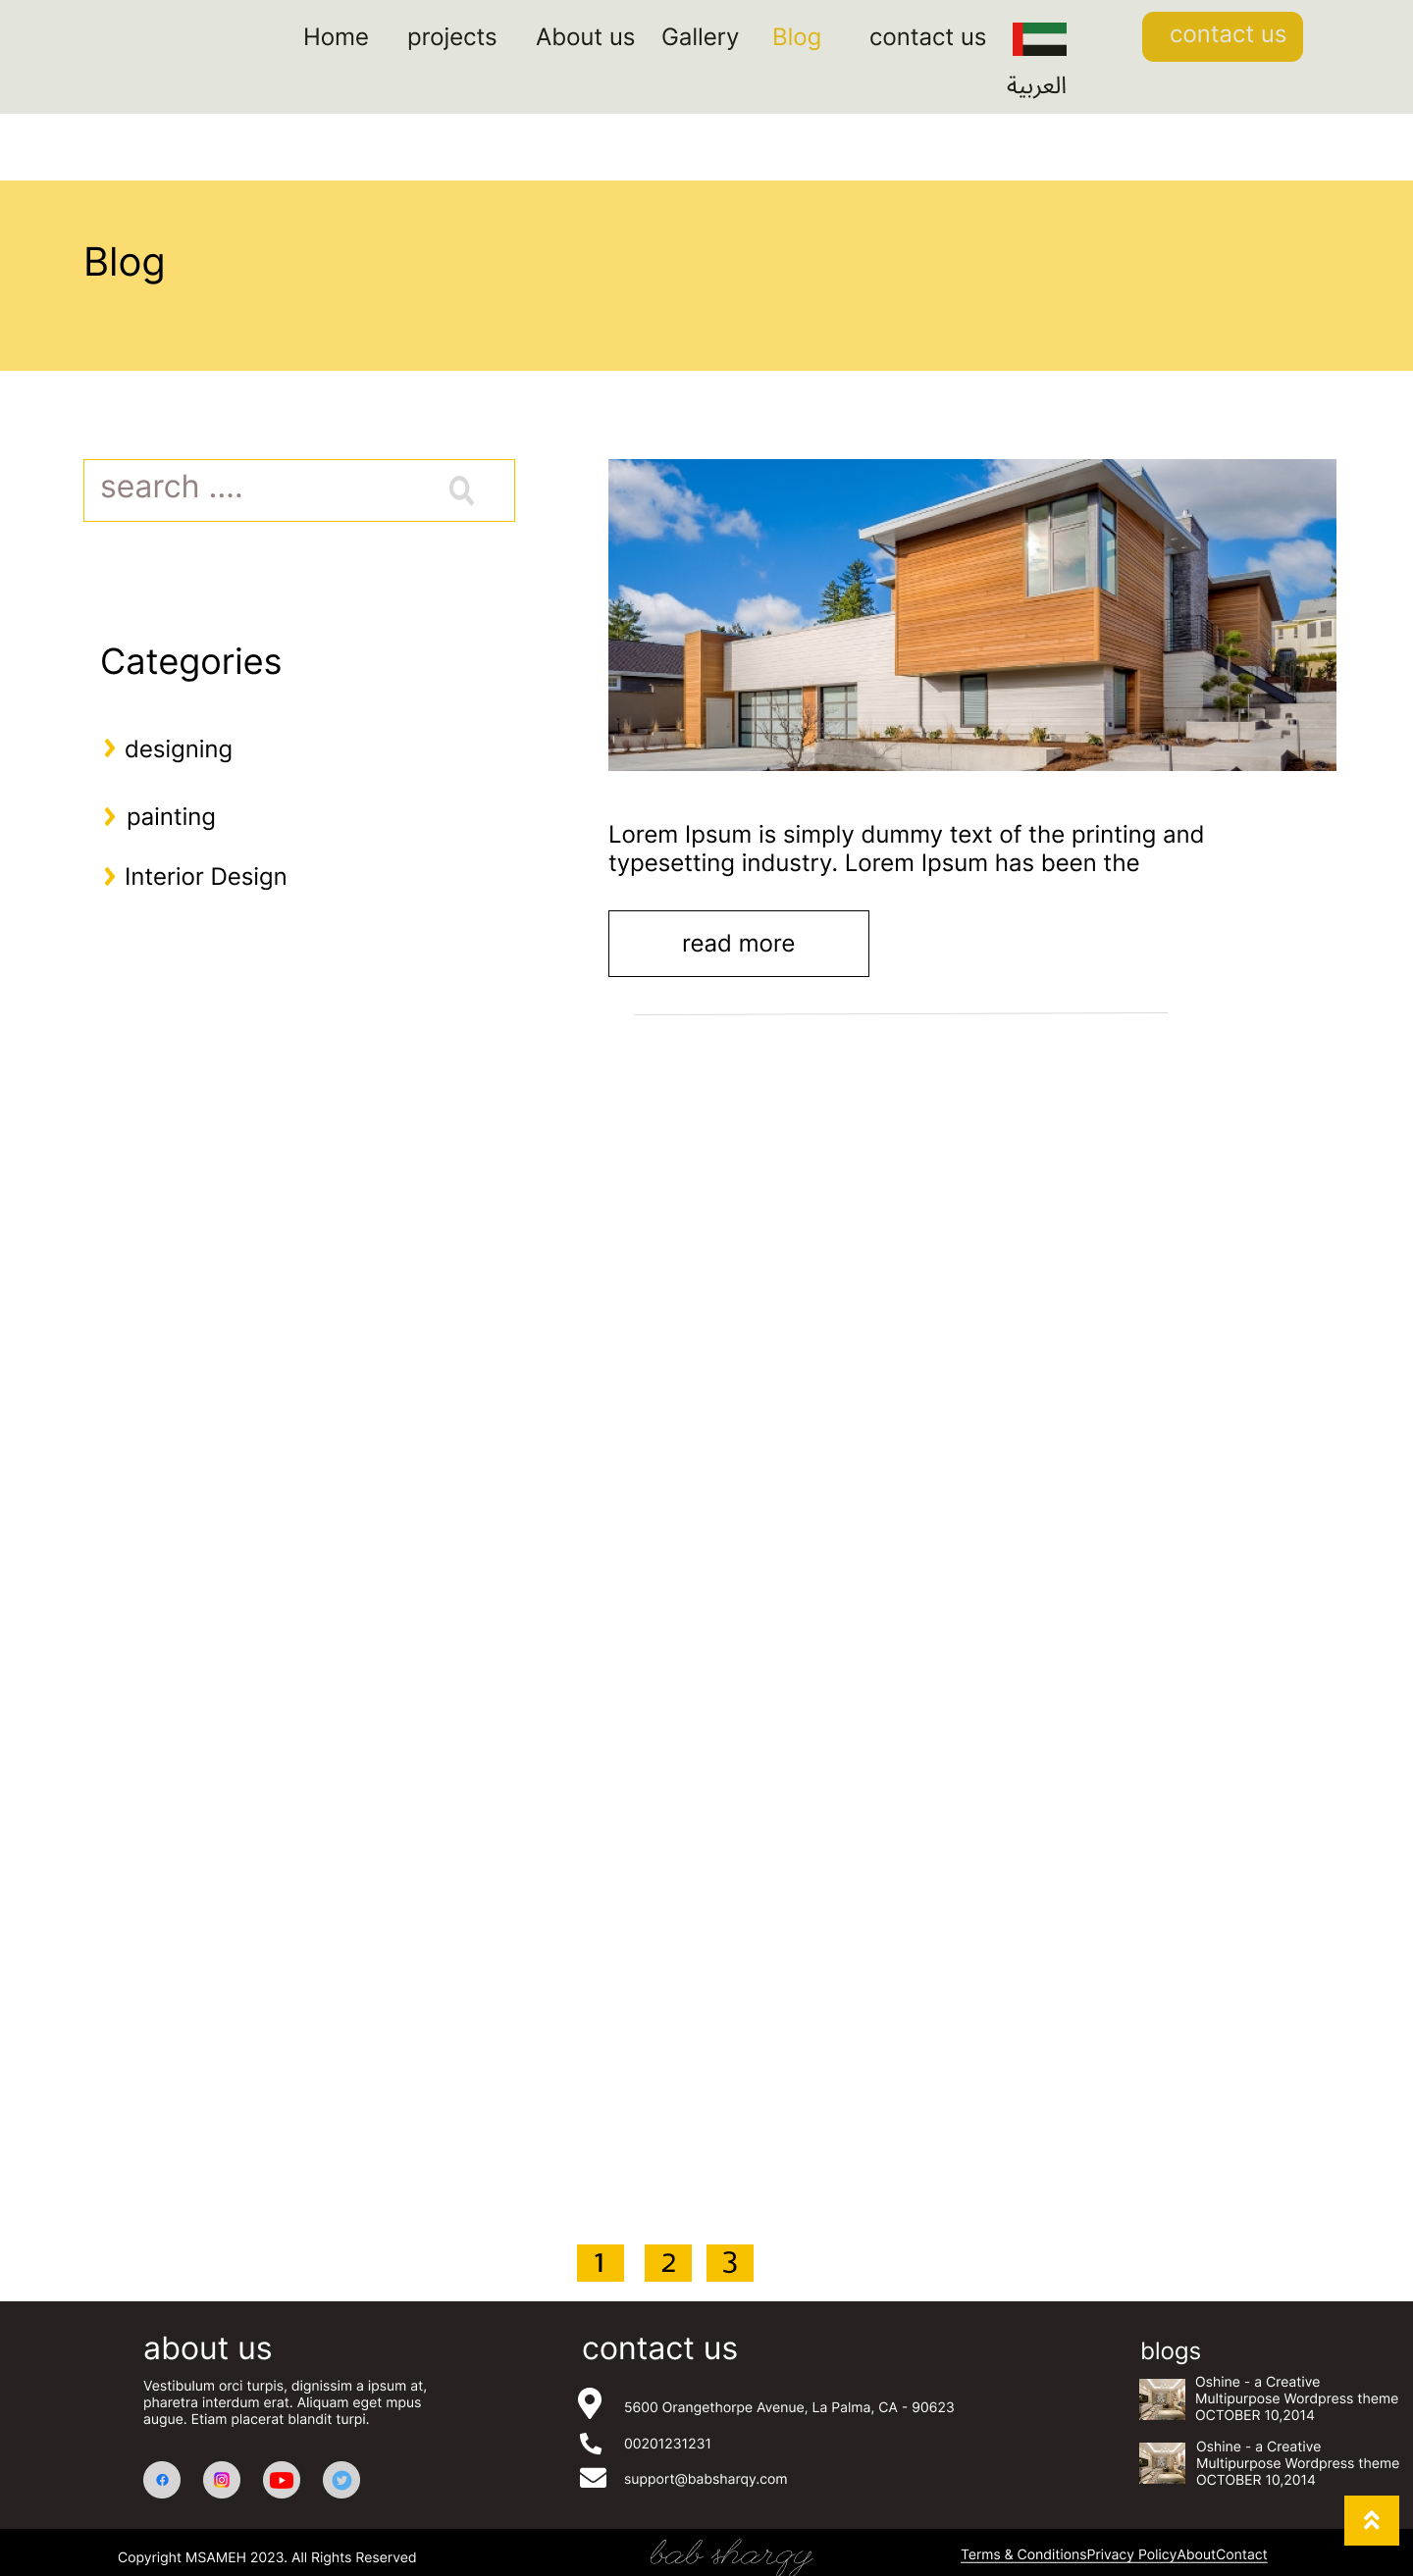 Home projects About us Gallery Blog contact us contact us
العربية
Blog
search ....
Categories
designing
painting
Interior Design
Lorem Ipsum is simply dummy text of the printing and
typesetting industry. Lorem Ipsum has been the
read more
1 2 3
about us
Vestibulum orci turpis, dignissim a ipsum at,
pharetra interdum erat. Aliquam eget mpus
augue. Etiam placerat blandit turpi.
contact us
5600 Orangethorpe Avenue, La Palma, CA - 90623
00201231231
support@babsharqy.com
blogs
Oshine - a Creative
Multipurpose Wordpress theme
OCTOBER 10,2014
Oshine - a Creative
Multipurpose Wordpress theme
OCTOBER 10,2014
Copyright MSAMEH 2023. All Rights Reserved
bab sharqy
Terms & ConditionsPrivacy PolicyAboutContact